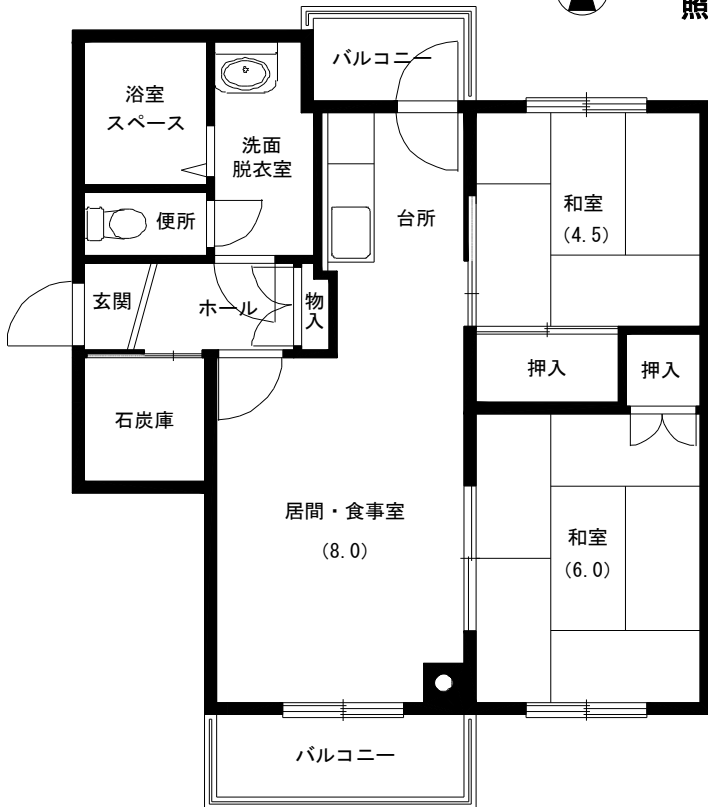 照
バルコニー
浴室
スペース
洗面
脱衣室
便所
台所
和室
(4.5)
玄関
ホール
物
入
押入
押入
石炭庫
居間・食事室
(8.0)
和室
(6.0)
バルコニー